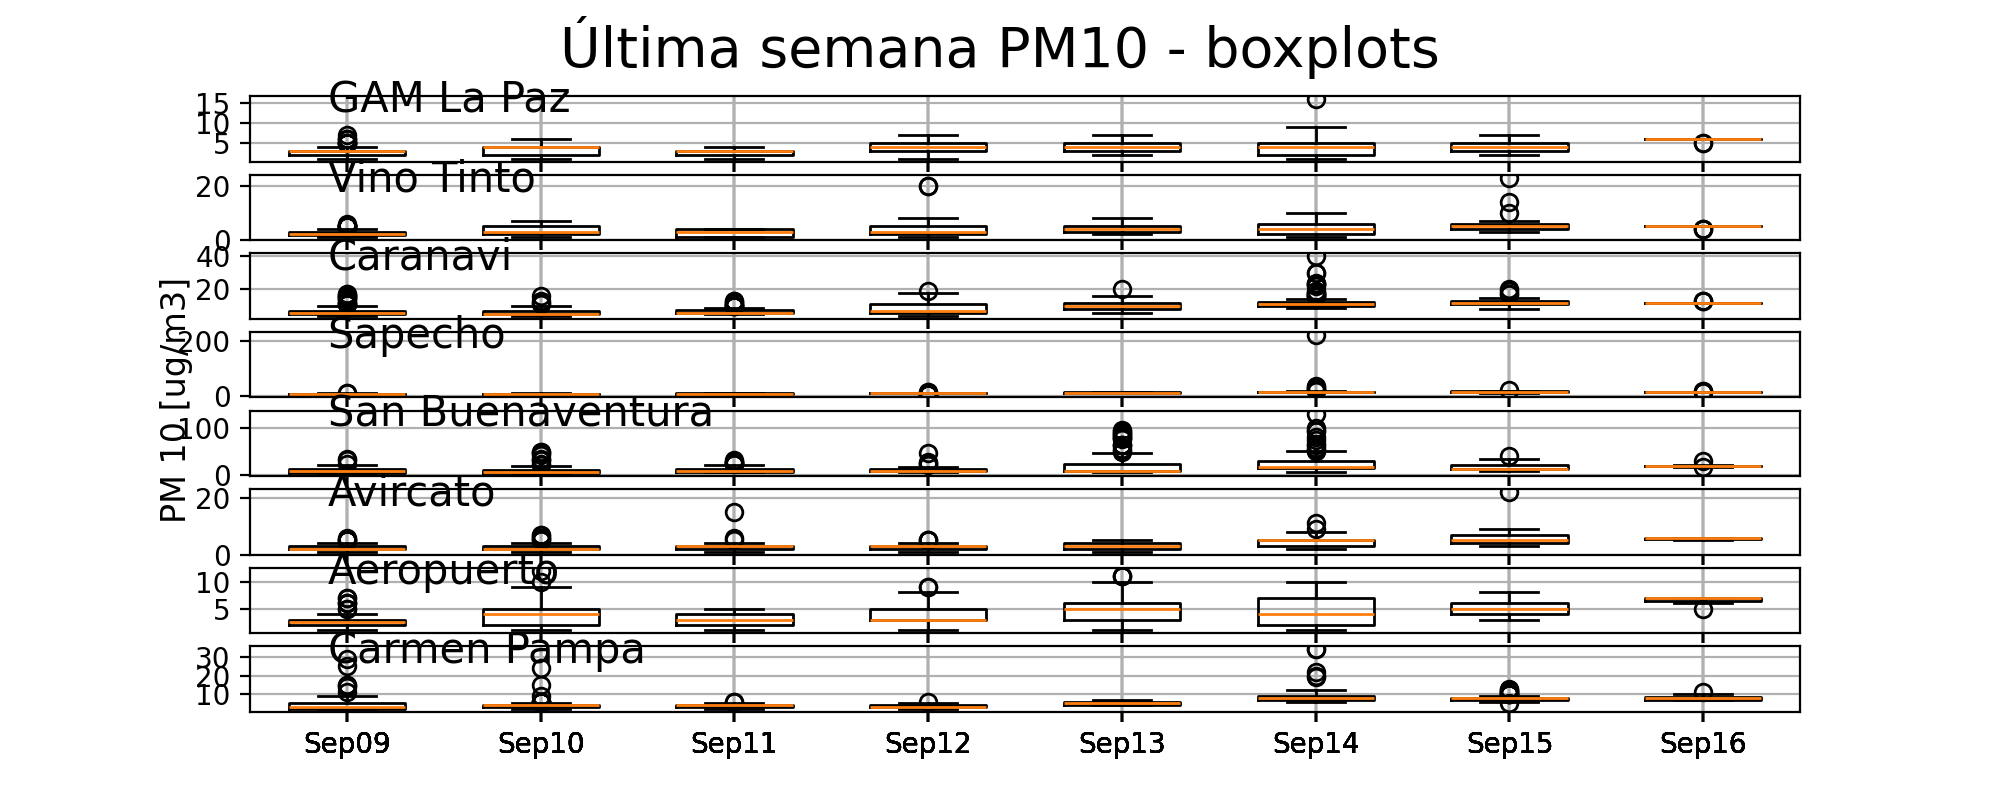 Última semana PM10 - boxplots
GAM La Paz
15
10
5
Vino Tinto
20
0
Caranavi
40
20
Sapecho
200
0
San Buenaventura
100
0
Avircato
20
0
Aeropuerto
10
5
Carmen Pampa
30
20
10
PM 10 [ug/m3]
Sep09 Sep10 Sep11 Sep12 Sep13 Sep14 Sep15 Sep16